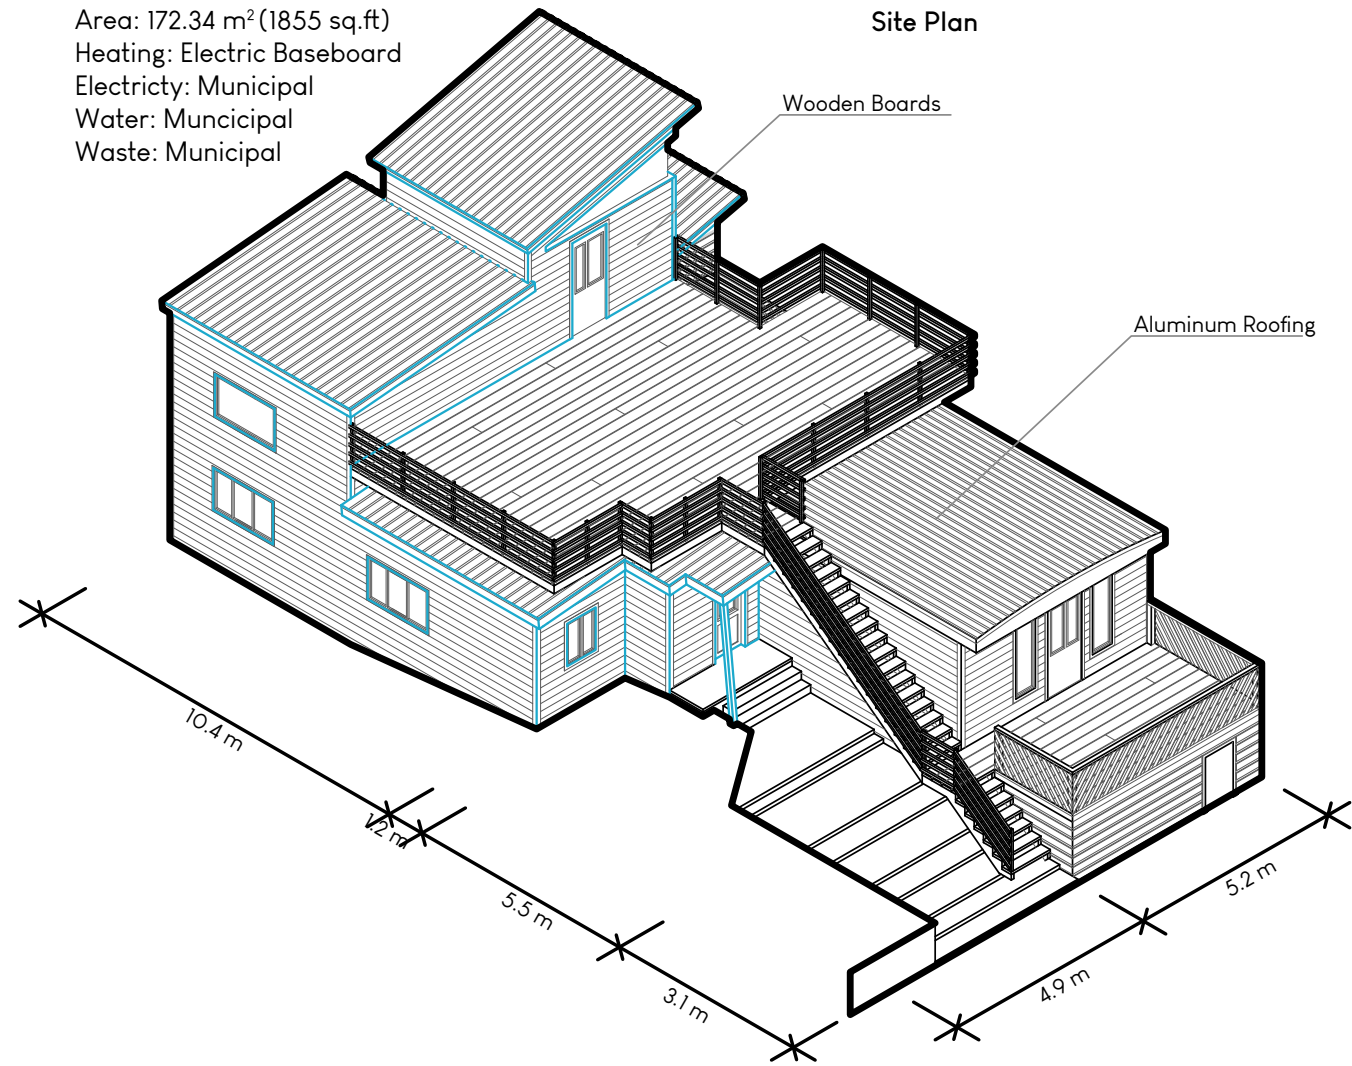 Area: 172.34 m² (1855 sq.ft)
Heating: Electric Baseboard
Electricty: Municipal
Water: Muncicipal
Waste: Municipal
Site Plan
Wooden Boards
Aluminum Roofing
10.4 m
1.2 m
5.5 m
3.1 m
4.9 m
5.2 m